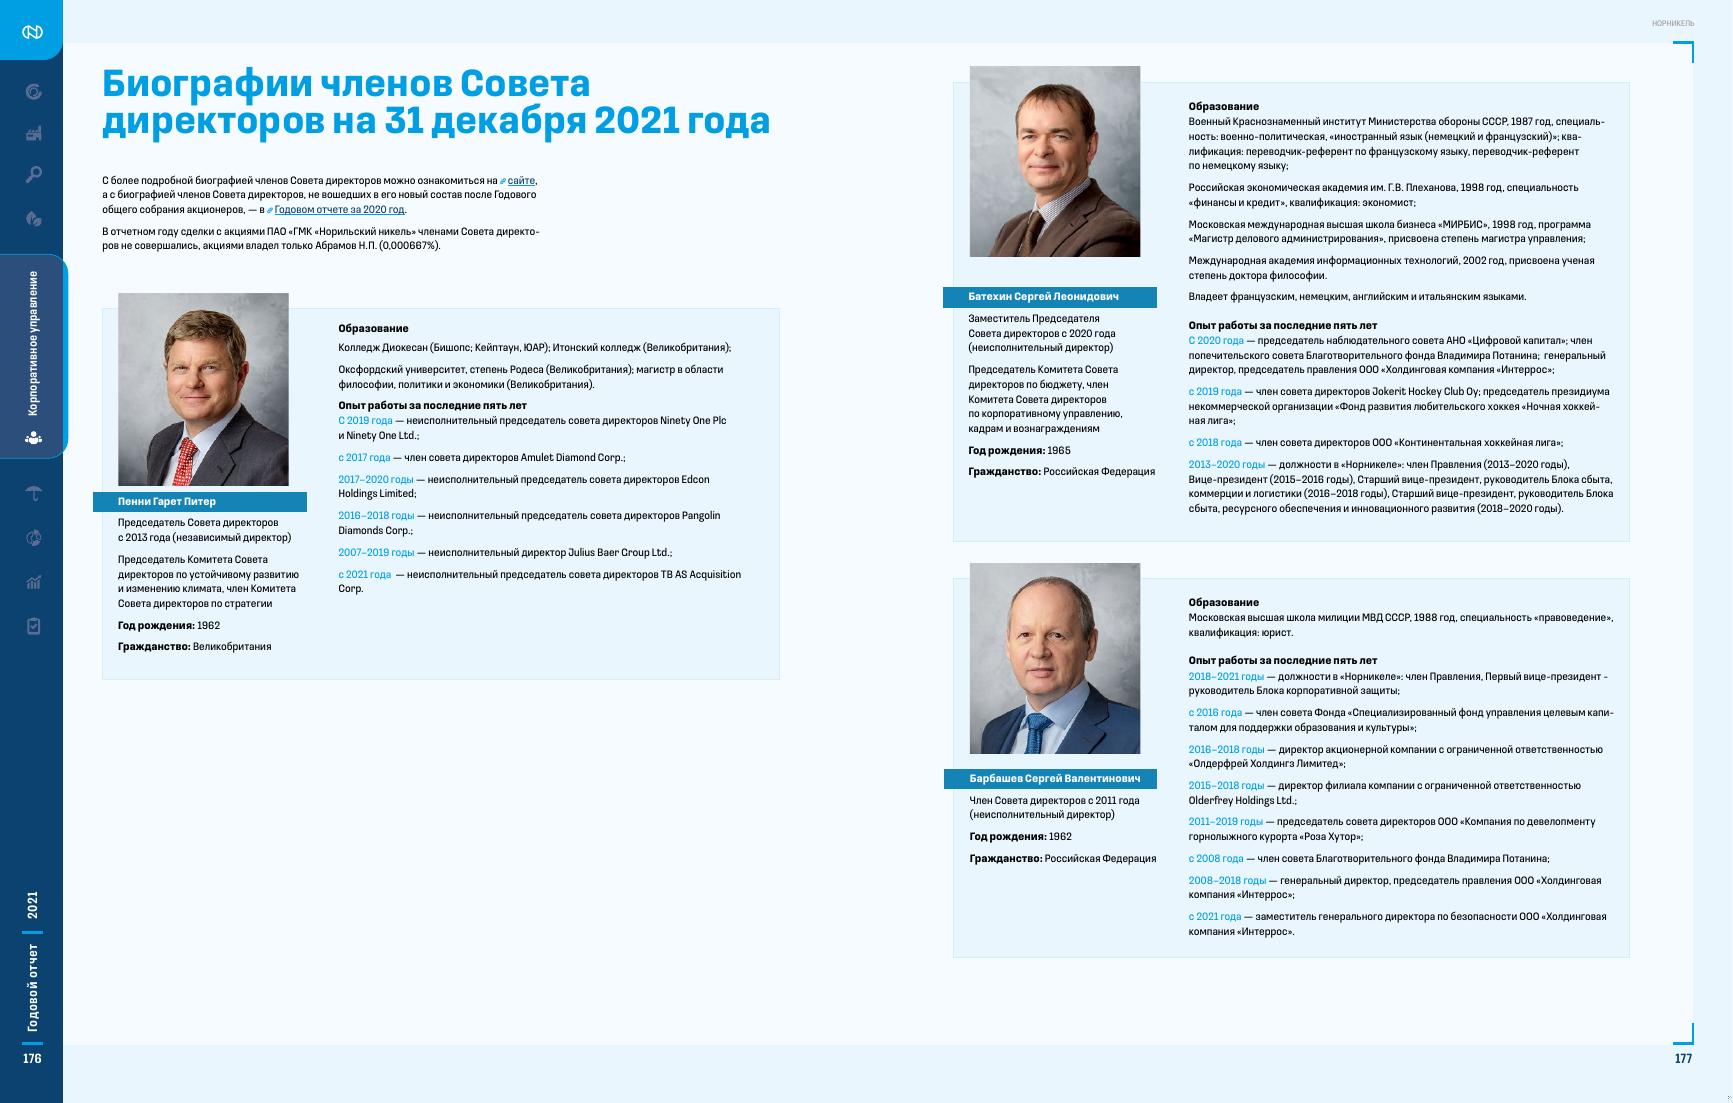 НОРНИКЕЛЬ
Биографии членов Совета
директоров на 31 декабря 2021 года
С более подробной биографией членов Совета директоров можно ознакомиться на сайте,
а с биографией членов Совета директоров, не вошедших в его новый состав после Годового
общего собрания акционеров, — в Годовом отчете за 2020 год.
В отчетном году сделки с акциями ПАО «ГМК «Норильский никель» членами Совета директо-
ров не совершались, акциями владел только Абрамов Н.П. (0,000667%).
Пенни Гарет Питер
Председатель Совета директоров
с 2013 года (независимый директор)
Председатель Комитета Совета
директоров по устойчивому развитию
и изменению климата, член Комитета
Совета директоров по стратегии
Год рождения: 1962
Гражданство: Великобритания
Образование
Колледж Диокесан (Бишопс; Кейптаун, ЮАР); Итонский колледж (Великобритания);
Оксфордский университет, степень Родеса (Великобритания); магистр в области
философии, политики и экономики (Великобритания).
Опыт работы за последние пять лет
С 2019 года — неисполнительный председатель совета директоров Ninety One Plc
и Ninety One Ltd.;
с 2017 года — член совета директоров Amulet Diamond Corp.;
2017–2020 годы — неисполнительный председатель совета директоров Edcon
Holdings Limited;
2016–2018 годы — неисполнительный председатель совета директоров Pangolin
Diamonds Corp.;
2007–2019 годы — неисполнительный директор Julius Baer Group Ltd.;
с 2021 года — неисполнительный председатель совета директоров TB AS Acquisition
Corp.
Батехин Сергей Леонидович
Заместитель Председателя
Совета директоров с 2020 года
(неисполнительный директор)
Председатель Комитета Совета
директоров по бюджету, член
Комитета Совета директоров
по корпоративному управлению,
кадрам и вознаграждениям
Год рождения: 1965
Гражданство: Российская Федерация
Образование
Военный Краснознаменный институт Министерства обороны СССР, 1987 год, специаль-
ность: военно-политическая, «иностранный язык (немецкий и французский)»; ква-
лификация: переводчик-референт по французскому языку, переводчик-референт
по немецкому языку;
Российская экономическая академия им. Г.В. Плеханова, 1998 год, специальность
«финансы и кредит», квалификация: экономист;
Московская международная высшая школа бизнеса «МИРБИС», 1998 год, программа
«Магистр делового администрирования», присвоена степень магистра управления;
Международная академия информационных технологий, 2002 год, присвоена ученая
степень доктора философии.
Владеет французским, немецким, английским и итальянским языками.
Опыт работы за последние пять лет
С 2020 года — председатель наблюдательного совета АНО «Цифровой капитал»; член
попечительского совета Благотворительного фонда Владимира Потанина; генеральный
директор, председатель правления ООО «Холдинговая компания «Интеррос»;
с 2019 года — член совета директоров Jokerit Hockey Club Oy; председатель президиума
некоммерческой организации «Фонд развития любительского хоккея «Ночная хоккей-
ная лига»;
с 2018 года — член совета директоров ООО «Континентальная хоккейная лига»;
2013–2020 годы — должности в «Норникеле»: член Правления (2013–2020 годы),
Вице-президент (2015–2016 годы), Старший вице-президент, руководитель Блока сбыта,
коммерции и логистики (2016–2018 годы), Старший вице-президент, руководитель Блока
сбыта, ресурсного обеспечения и инновационного развития (2018–2020 годы).
Барбашев Сергей Валентинович
Член Совета директоров с 2011 года
(неисполнительный директор)
Год рождения: 1962
Гражданство: Российская Федерация
Образование
Московская высшая школа милиции МВД СССР, 1988 год, специальность «правоведение»,
квалификация: юрист.
Опыт работы за последние пять лет
2018–2021 годы — должности в «Норникеле»: член Правления, Первый вице-президент -
руководитель Блока корпоративной защиты;
с 2016 года — член совета Фонда «Специализированный фонд управления целевым капи-
талом для поддержки образования и культуры»;
2016–2018 годы — директор акционерной компании с ограниченной ответственностью
«Олдерфрей Холдингз Лимитед»;
2015–2018 годы — директор филиала компании с ограниченной ответственностью
Olderfrey Holdings Ltd.;
2011–2019 годы — председатель совета директоров ООО «Компания по девелопменту
горнолыжного курорта «Роза Хутор»;
с 2008 года — член совета Благотворительного фонда Владимира Потанина;
2008–2018 годы — генеральный директор, председатель правления ООО «Холдинговая
компания «Интеррос»;
с 2021 года — заместитель генерального директора по безопасности ООО «Холдинговая
компания «Интеррос».
Корпоративное управление
Годовой отчет
2021
176
177